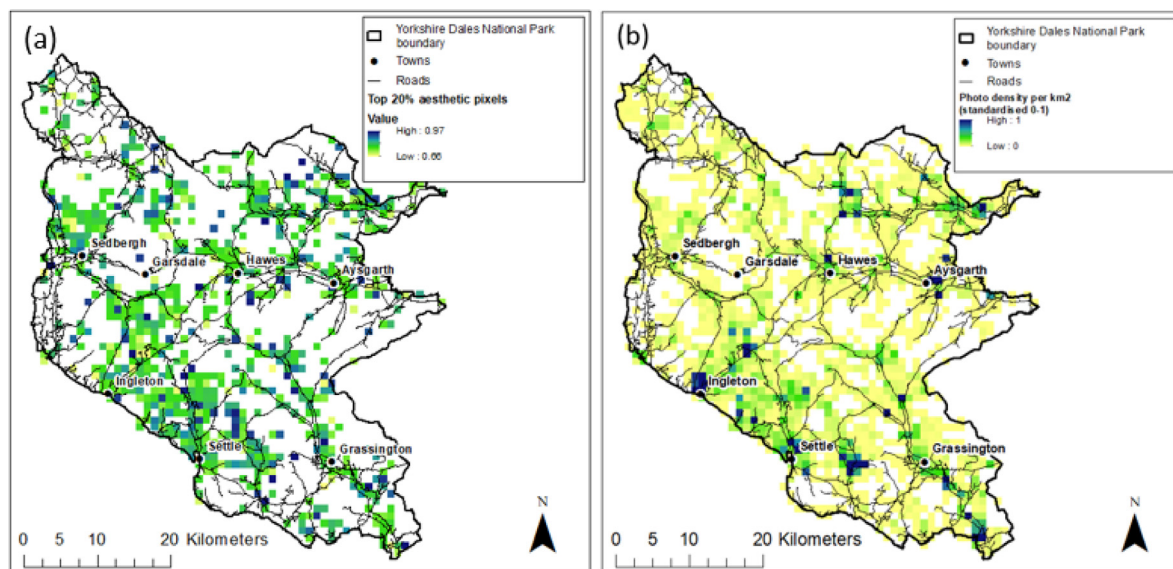 (a)
Yorkshire Dales National Park
boundary
Towns
Roads
Top 20% aesthetic pixels
Value
High : 0.97
Low : 0.66
Sedbergh
Garsdale
Hawes
Aysgarth
Ingleton
Settle
Grassington
N
0 5 10 20 Kilometers
(b)
Yorkshire Dales National Park
boundary
Towns
Roads
Photo density per km2
(standardised 0-1)
High : 1
Low : 0
Sedbergh
Garsdale
Hawes
Aysgarth
Ingleton
Settle
Grassington
N
0 5 10 20 Kilometers